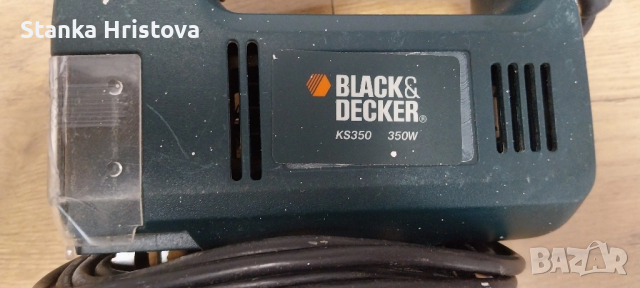 Stanka Hristova
BLACK&
DECKER®
KS350 350W
BAZAR